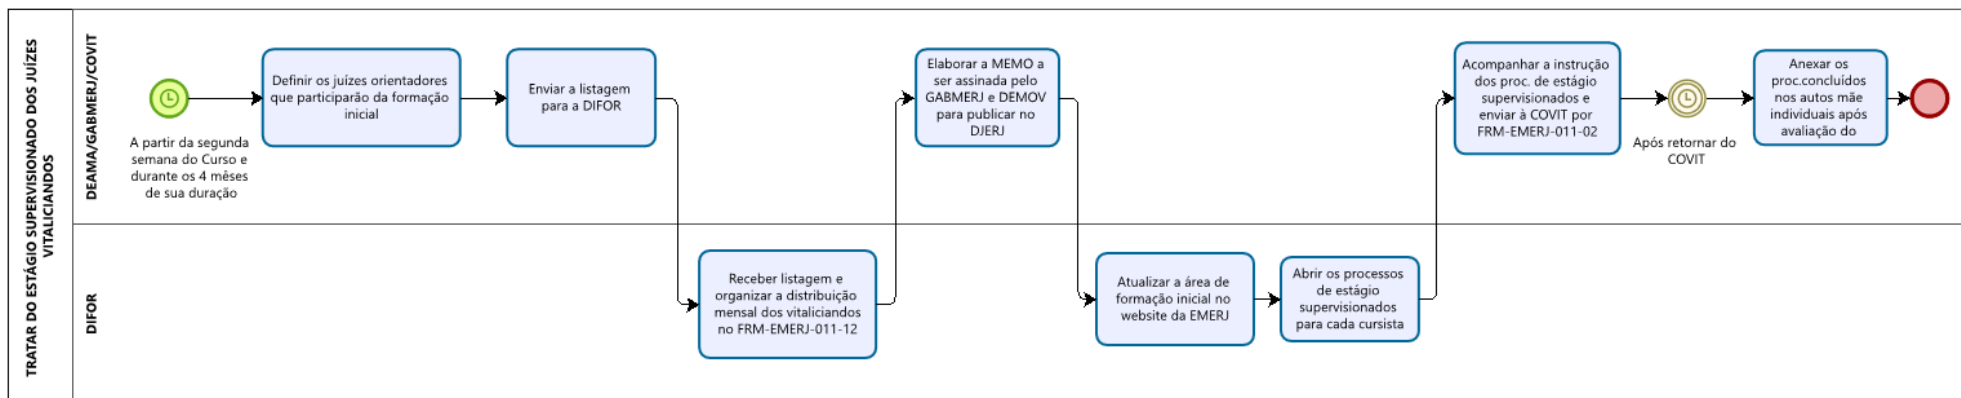 TRATAR DO ESTÁGIO SUPERVISIONADO DOS JUÍZES
VITALICIANDOS
DEAMA/GABMERJ/COVIT
A partir da segunda
semana do Curso e
durante os 4 mêses
de sua duração
Definir os juízes orientadores
que participarão da formação
inicial
Enviar a listagem
para a DIFOR
Elaborar a MEMO a
ser assinada pelo
GABMERJ e DEMOV
para publicar no
DJERJ
Acompanhar a instrução
dos proc. de estágio
supervisionados e
enviar à COVIT por
FRM-EMERJ-011-02
Após retornar do
COVIT
Anexar os
proc.concluídos
nos autos mãe
individuais após
avaliação do
DIFOR
Receber listagem e
organizar a distribuição
mensal dos vitaliciandos
no FRM-EMERJ-011-12
Atualizar a área de
formação inicial no
website da EMERJ
Abrir os processos
de estágio
supervisionados
para cada cursista